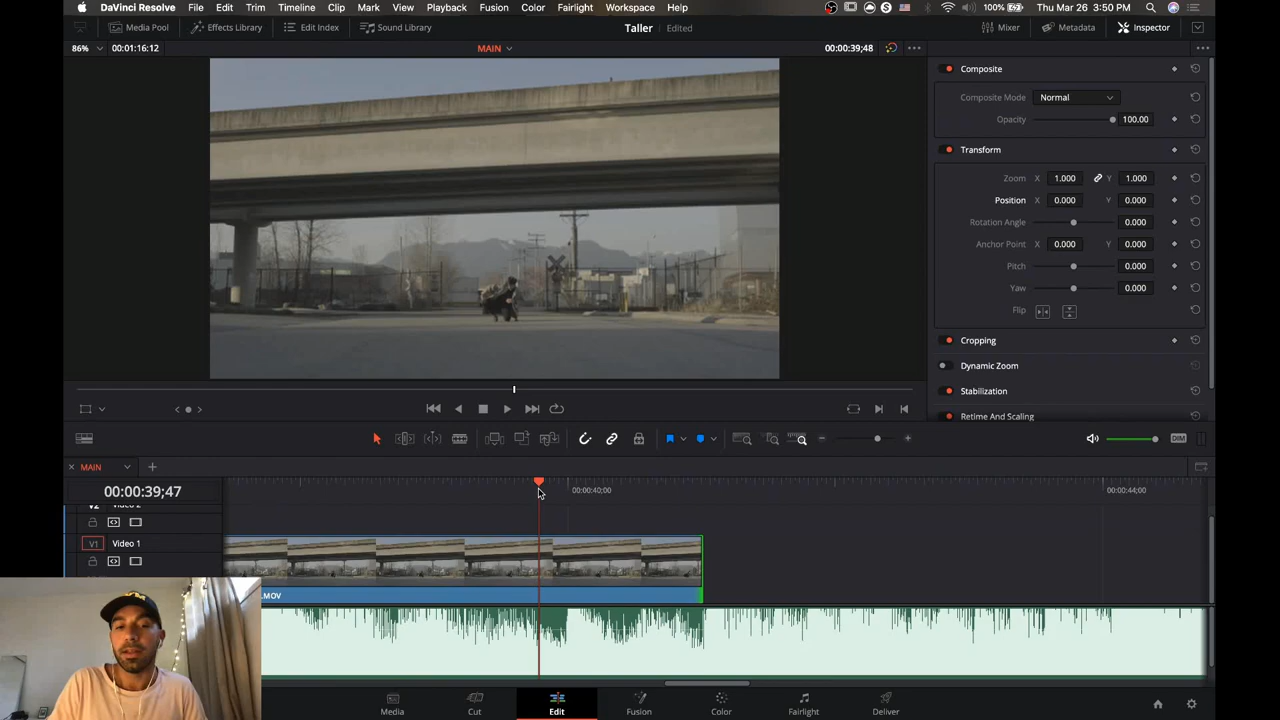 DaVinci Resolve File Edit Trim Timeline Clip Mark View Playback Fusion Color Fairlight Workspace Help 100% Thu Mar 26 3:50 PM
Media Pool Effects Library Edit Index Sound Library Taller Edited Mixer Metadata Inspector
86% 00:01:16:12 MAIN 00:00:39,48
Composite
Composite Mode Normal
Opacity 100.00
Transform
Zoom X 1.000 Y 1.000
Position X 0.000 Y 0.000
Rotation Angle 0.000
Anchor Point X 0.000 Y 0.000
Pitch 0.000
Yaw 0.000
Flip
Cropping
Dynamic Zoom
Stabilization
Retime And Scaling
DIM
MAIN
00:00:39;47 00:00:40;00 00:00:44;00
V2 Video 2
V1 Video 1
.MOV
Media Cut Edit Fusion Color Fairlight Deliver